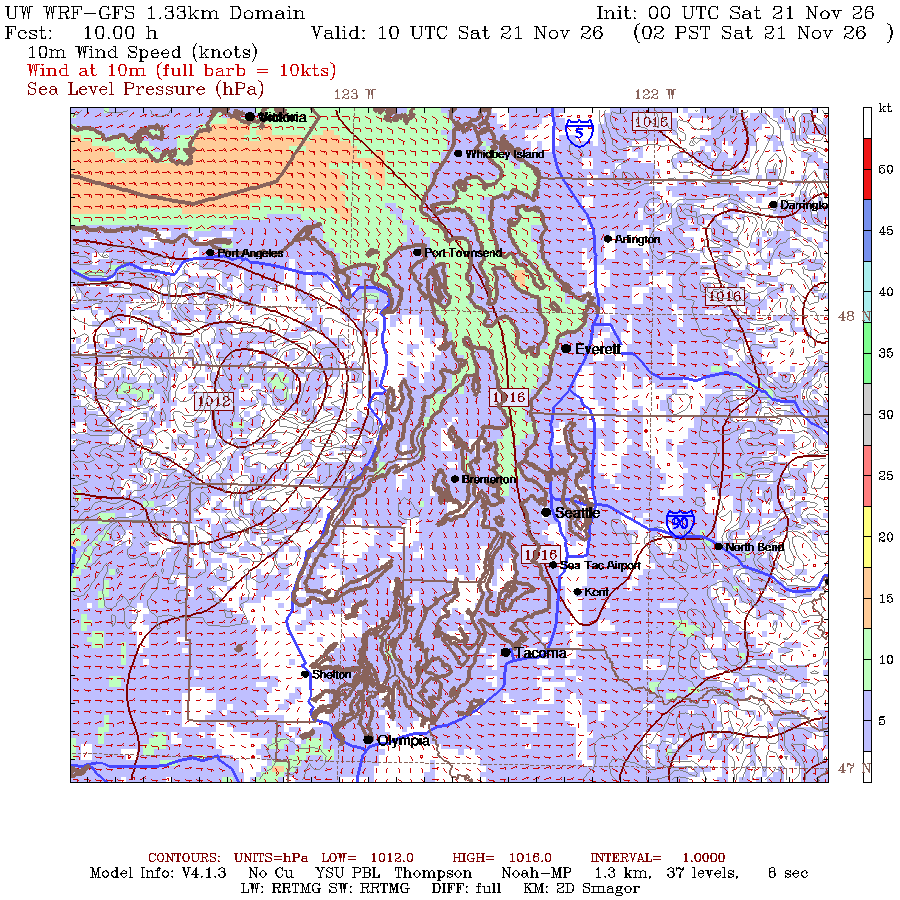 UW WRF-GFS 1.33km Domain Init: 00 UTC Sat 21 Nov 26
Fcst: 10.00 h Valid: 10 UTC Sat 21 Nov 26 (02 PST Sat 21 Nov 26 )
10m Wind Speed (knots)
Wind at 10m (full barb = 10kts)
Sea Level Pressure (hPa)
123 W 122 W
kt
Victoria
1016
5
Whidbey Island
60
Darringto
45
Arlington
Port Angeles
Port Townsend
40
1016
48 N
Everett
35
1012
1016
30
25
Bremerton
Seattle
90
20
North Bend
1016
Sea Tac Airport
Kent
15
Tacoma
10
Shelton
5
Olympia
47 N
CONTOURS: UNITS=hPa LOW= 1012.0 HIGH= 1018.0 INTERVAL= 1.0000
Model Info: V4.1.3 No Cu YSU PBL Thompson Noah-MP 1.3 km, 37 levels, 8 sec
LW: RRTMG SW: RRTMG DIFF: full KM: 2D Smagor